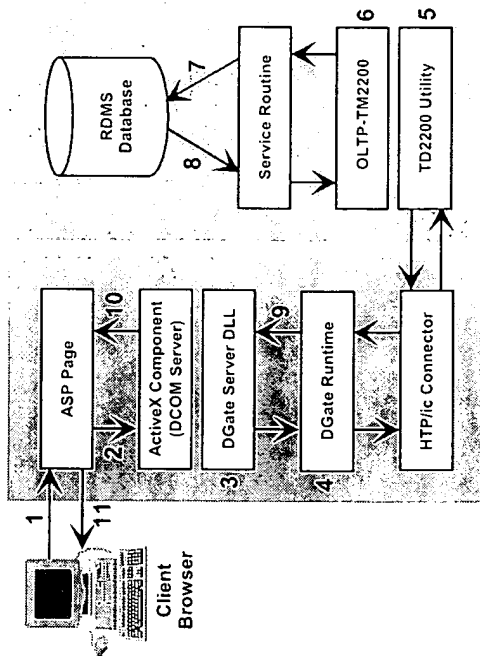 Client
Browser
1
11
ASP Page
2
10
ActiveX Component
(DCOM Server)
3
DGate Server DLL
9
4
DGate Runtime
HTP/ic Connector
RDMS
Database
8
7
Service Routine
OLTP-TM2200
6
TD2200 Utility
5